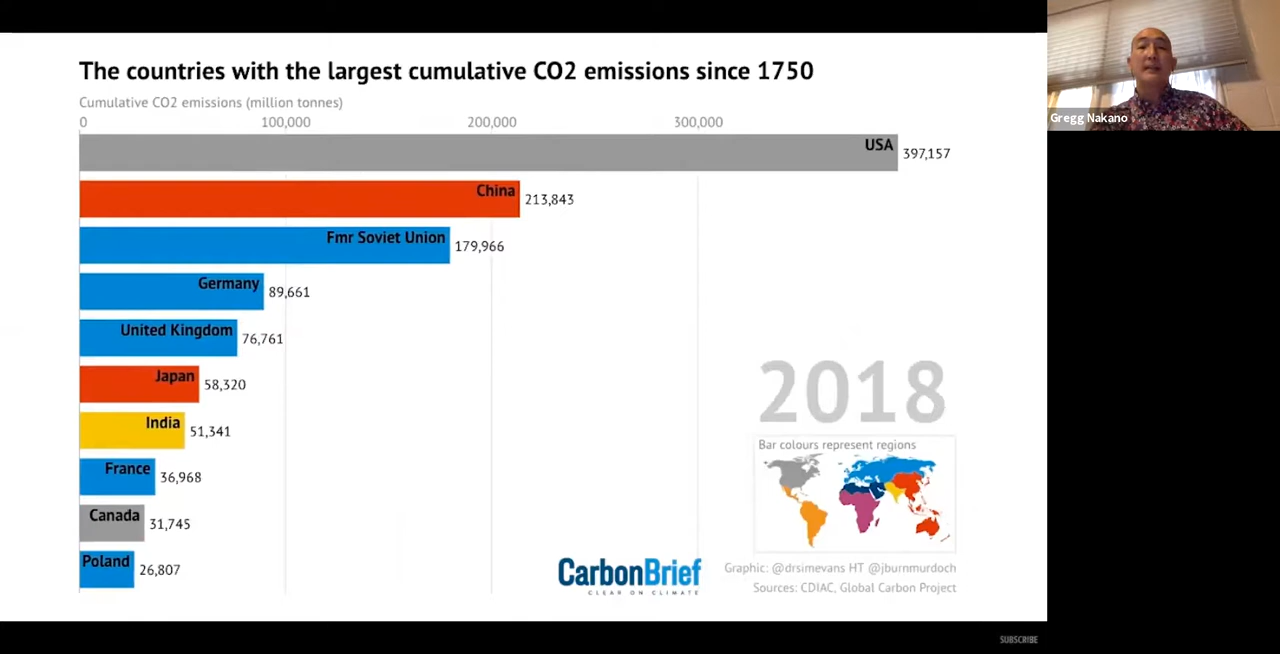 The countries with the largest cumulative CO2 emissions since 1750
Cumulative CO2 emissions (million tonnes)
0 100,000 200,000 300,000
USA 397,157
China 213,843
Fmr Soviet Union 179,966
Germany 89,661
United Kingdom 76,761
Japan 58,320
India 51,341
France 36,968
Canada 31,745
Poland 26,807
2018
Bar colours represent regions
CarbonBrief
CLEAR ON CLIMATE
Graphic: @drsimevans HT @jburnmurdoch
Sources: CDIAC, Global Carbon Project
Gregg Nakano
SUBSCRIBE